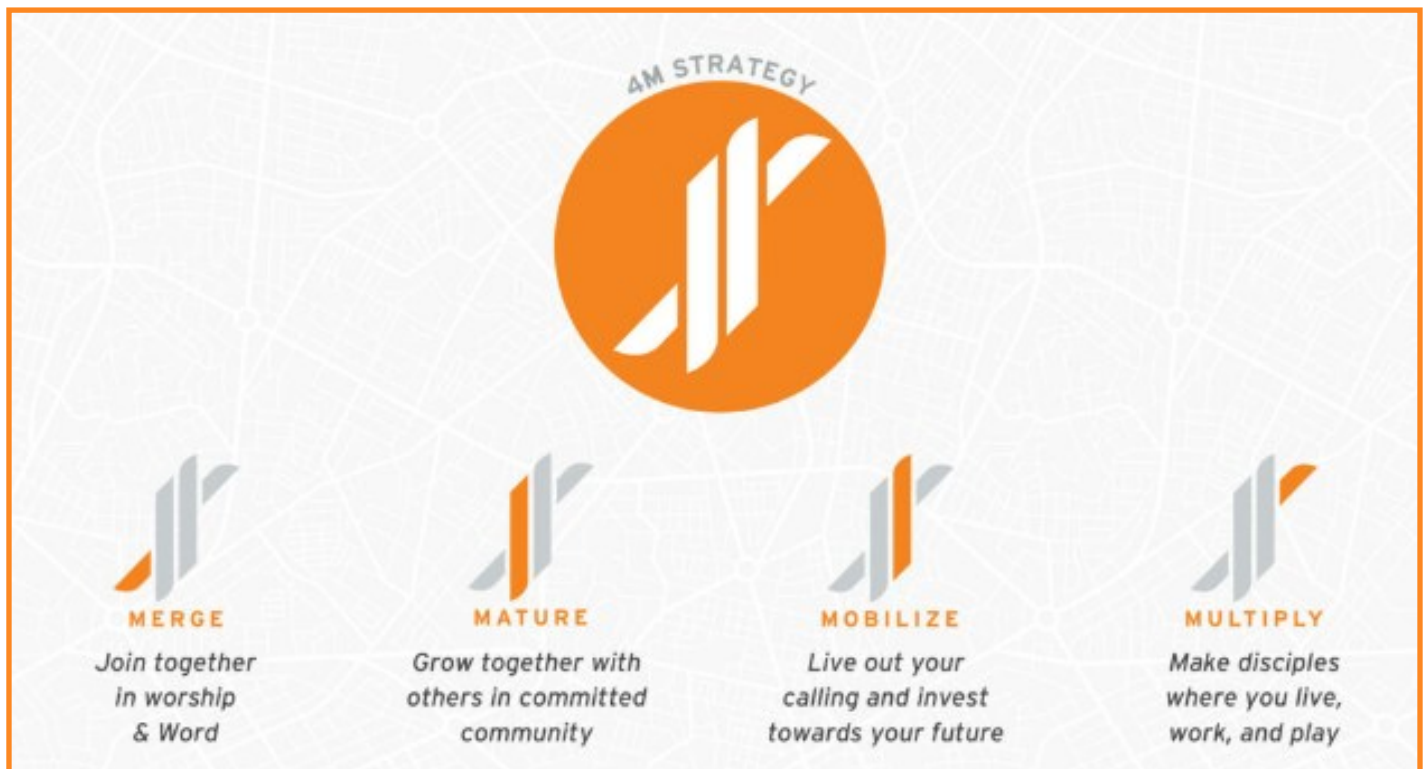 4M STRATEGY
MERGE
Join together
in worship
& Word
MATURE
Grow together with
others in committed
community
MOBILIZE
Live out your
calling and invest
towards your future
MULTIPLY
Make disciples
where you live,
work, and play